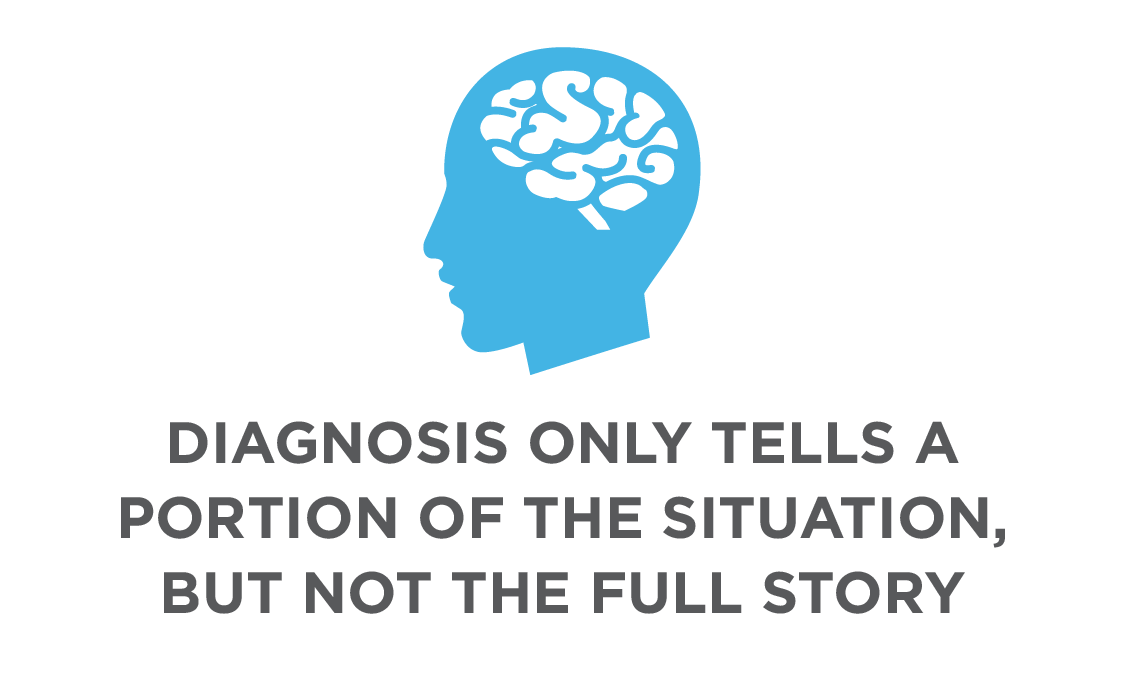 DIAGNOSIS ONLY TELLS A
PORTION OF THE SITUATION,
BUT NOT THE FULL STORY